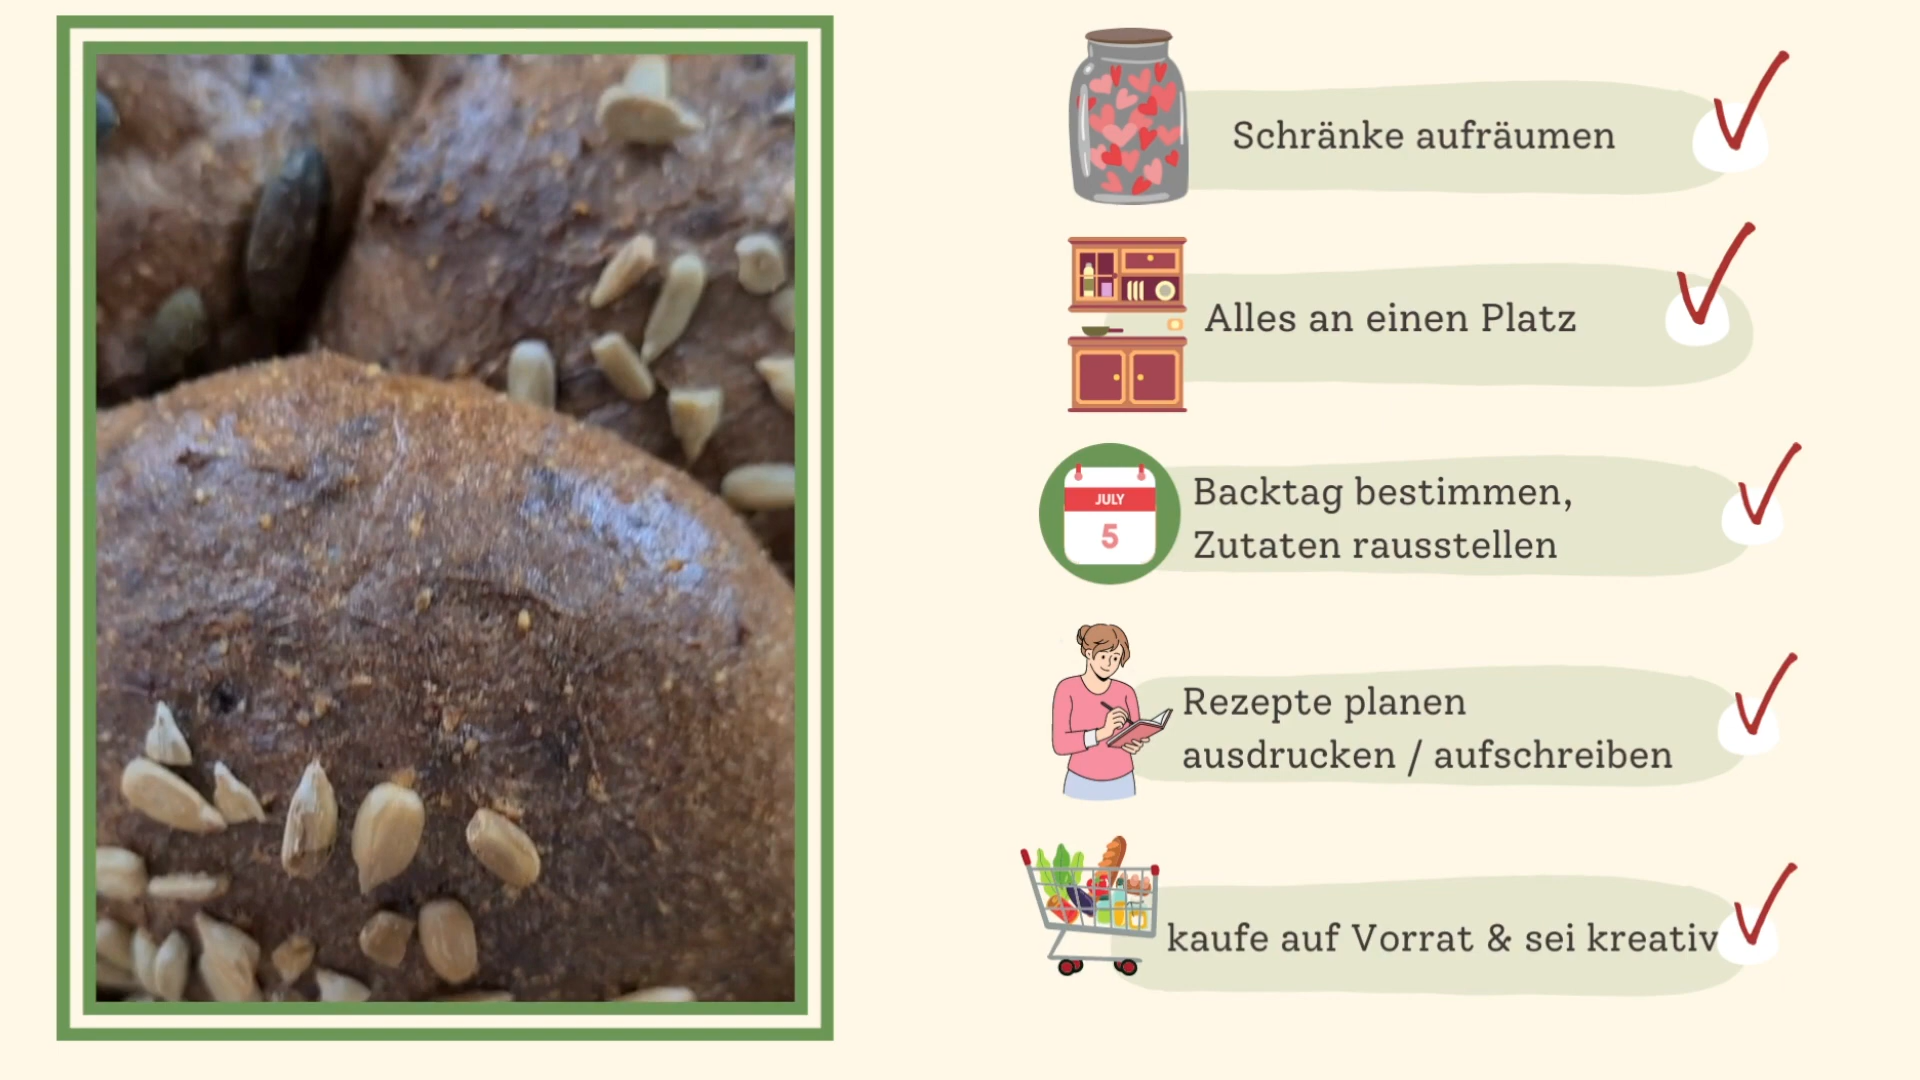 Schränke aufräumen
Alles an einen Platz
JULY
5
Backtag bestimmen,
Zutaten rausstellen
Rezepte planen
ausdrucken / aufschreiben
kaufe auf Vorrat & sei kreativ